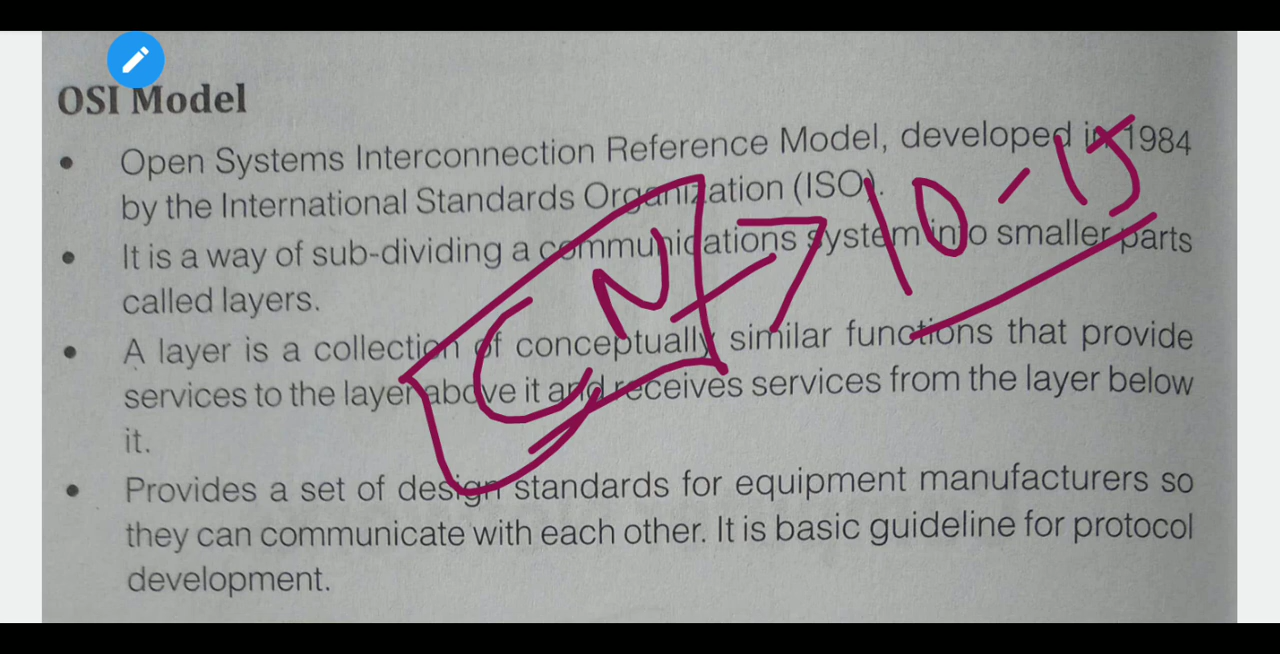 OSI Model
• Open Systems Interconnection Reference Model, developed in 1984
by the International Standards Organization (ISO).
• It is a way of sub-dividing a communications system into smaller parts
called layers.
• A layer is a collection of conceptually similar functions that provide
services to the layer above it and receives services from the layer below
it.
• Provides a set of design standards for equipment manufacturers so
they can communicate with each other. It is basic guideline for protocol
development.
CN → 10-15